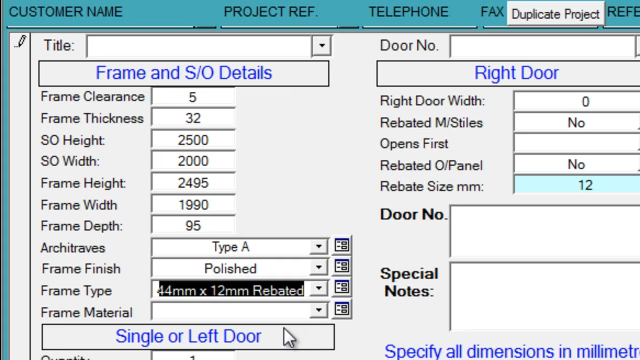 CUSTOMER NAME PROJECT REF. TELEPHONE FAX Duplicate Project REFE
Title: Door No.
Frame and S/O Details Right Door
Frame Clearance 5 Right Door Width: 0
Frame Thickness 32 Rebated M/Stiles No
SO Height: 2500 Opens First
SO Width: 2000 Rebated O/Panel No
Frame Height: 2495 Rebate Size mm: 12
Frame Width 1990
Frame Depth: 95 Door No.
Architraves Type A
Frame Finish Polished Special
Frame Type 44mm x 12mm Rebated Notes:
Frame Material
Single or Left Door
Specify all dimensions in millimetr
Quantity 1